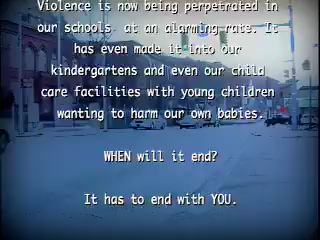 Violence is now being perpetrated in
our schools at an alarming rate. It
has even made it into our
kindergartens and even our child
care facilities with young children
wanting to harm our own babies.
WHEN will it end?
It has to end with YOU.